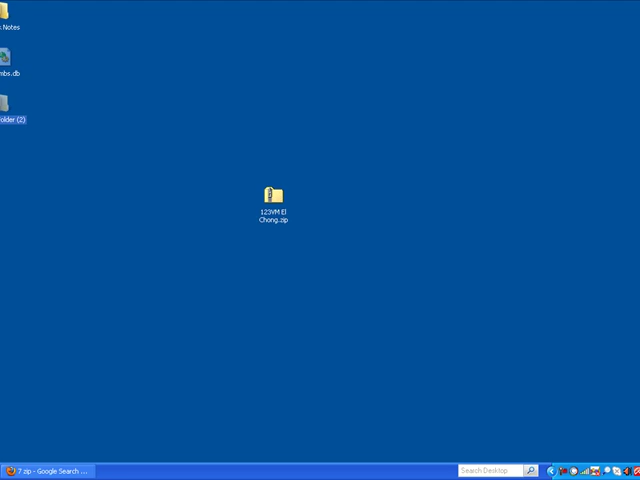 Notes
mbs.db
older (2)
123VM El
Chong.zip
7 zip - Google Search ...
Search Desktop